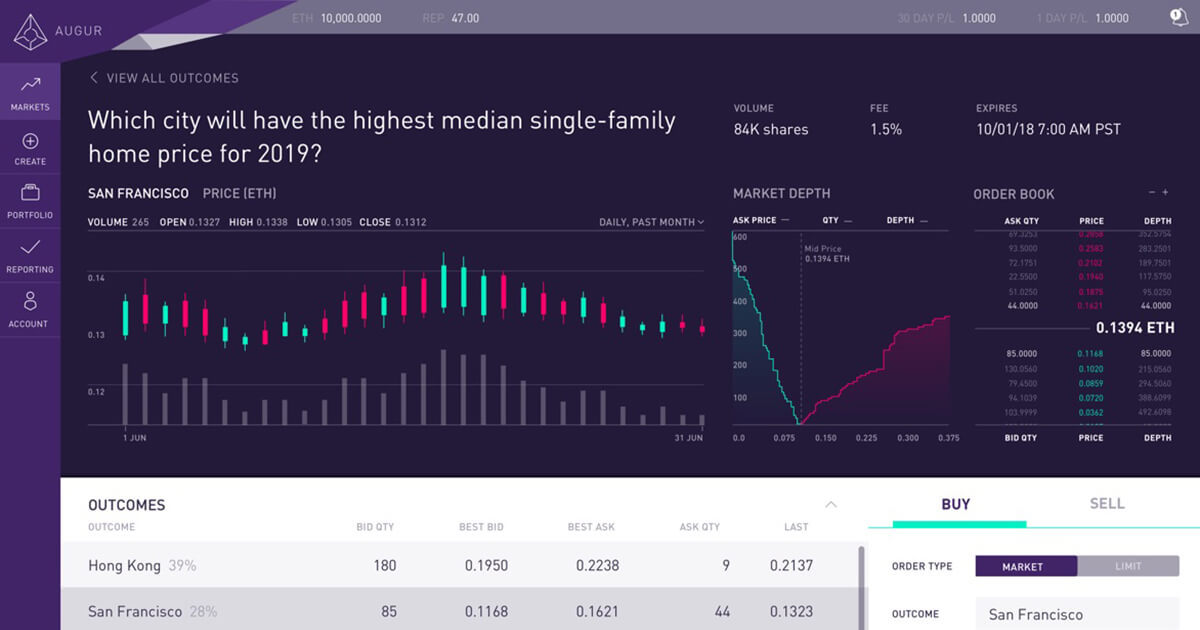 ETH 10,000.0000 REP 47.00 30 DAY P/L 1.0000 1 DAY P/L 1.0000
AUGUR
MARKETS
CREATE
PORTFOLIO
REPORTING
ACCOUNT
VIEW ALL OUTCOMES
Which city will have the highest median single-family
home price for 2019?
VOLUME FEE EXPIRES
84K shares 1.5% 10/01/18 7:00 AM PST
SAN FRANCISCO PRICE (ETH)
VOLUME 265 OPEN 0.1327 HIGH 0.1338 LOW 0.1305 CLOSE 0.1312 DAILY, PAST MONTH
0.14
0.13
0.12
1 JUN 31 JUN
MARKET DEPTH
ASK PRICE — QTY — DEPTH —
600
500
400
300
200
100
Mid Price
0.1394 ETH
0.0 0.075 0.150 0.225 0.300 0.375
ORDER BOOK − +
ASK QTY PRICE DEPTH
69.3253 0.2858 352.5754
93.5000 0.2583 283.2501
72.1751 0.2102 189.7501
22.5500 0.1940 117.5750
51.0250 0.1875 95.0250
44.0000 0.1621 44.0000
0.1394 ETH
85.0000 0.1168 85.0000
130.0560 0.1020 215.0560
79.4500 0.0859 294.5060
94.1039 0.0720 388.6099
103.9999 0.0362 492.6098
BID QTY PRICE DEPTH
OUTCOMES
OUTCOME BID QTY BEST BID BEST ASK ASK QTY LAST
Hong Kong 39% 180 0.1950 0.2238 9 0.2137
San Francisco 28% 85 0.1168 0.1621 44 0.1323
BUY SELL
ORDER TYPE MARKET LIMIT
OUTCOME San Francisco